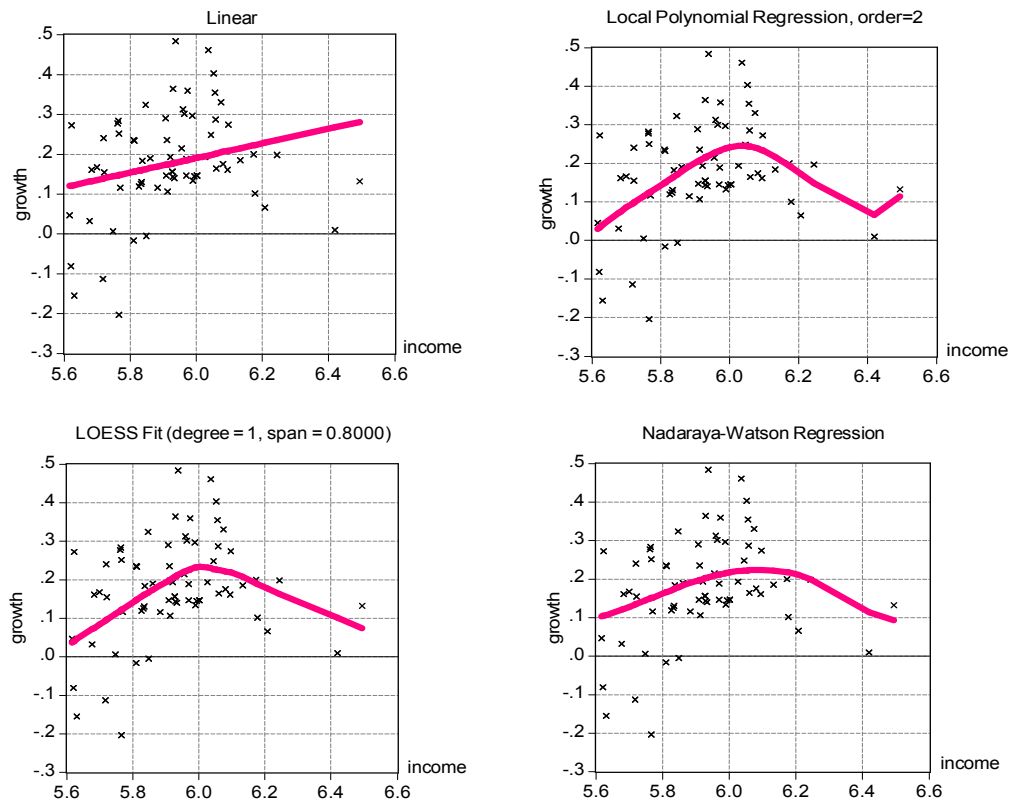 Linear
.5
.4
.3
.2
.1
.0
-.1
-.2
-.3
growth
income
5.6 5.8 6.0 6.2 6.4 6.6
Local Polynomial Regression, order=2
.5
.4
.3
.2
.1
.0
-.1
-.2
-.3
growth
income
5.6 5.8 6.0 6.2 6.4 6.6
LOESS Fit (degree = 1, span = 0.8000)
.5
.4
.3
.2
.1
.0
-.1
-.2
-.3
growth
income
5.6 5.8 6.0 6.2 6.4 6.6
Nadaraya-Watson Regression
.5
.4
.3
.2
.1
.0
-.1
-.2
-.3
growth
income
5.6 5.8 6.0 6.2 6.4 6.6